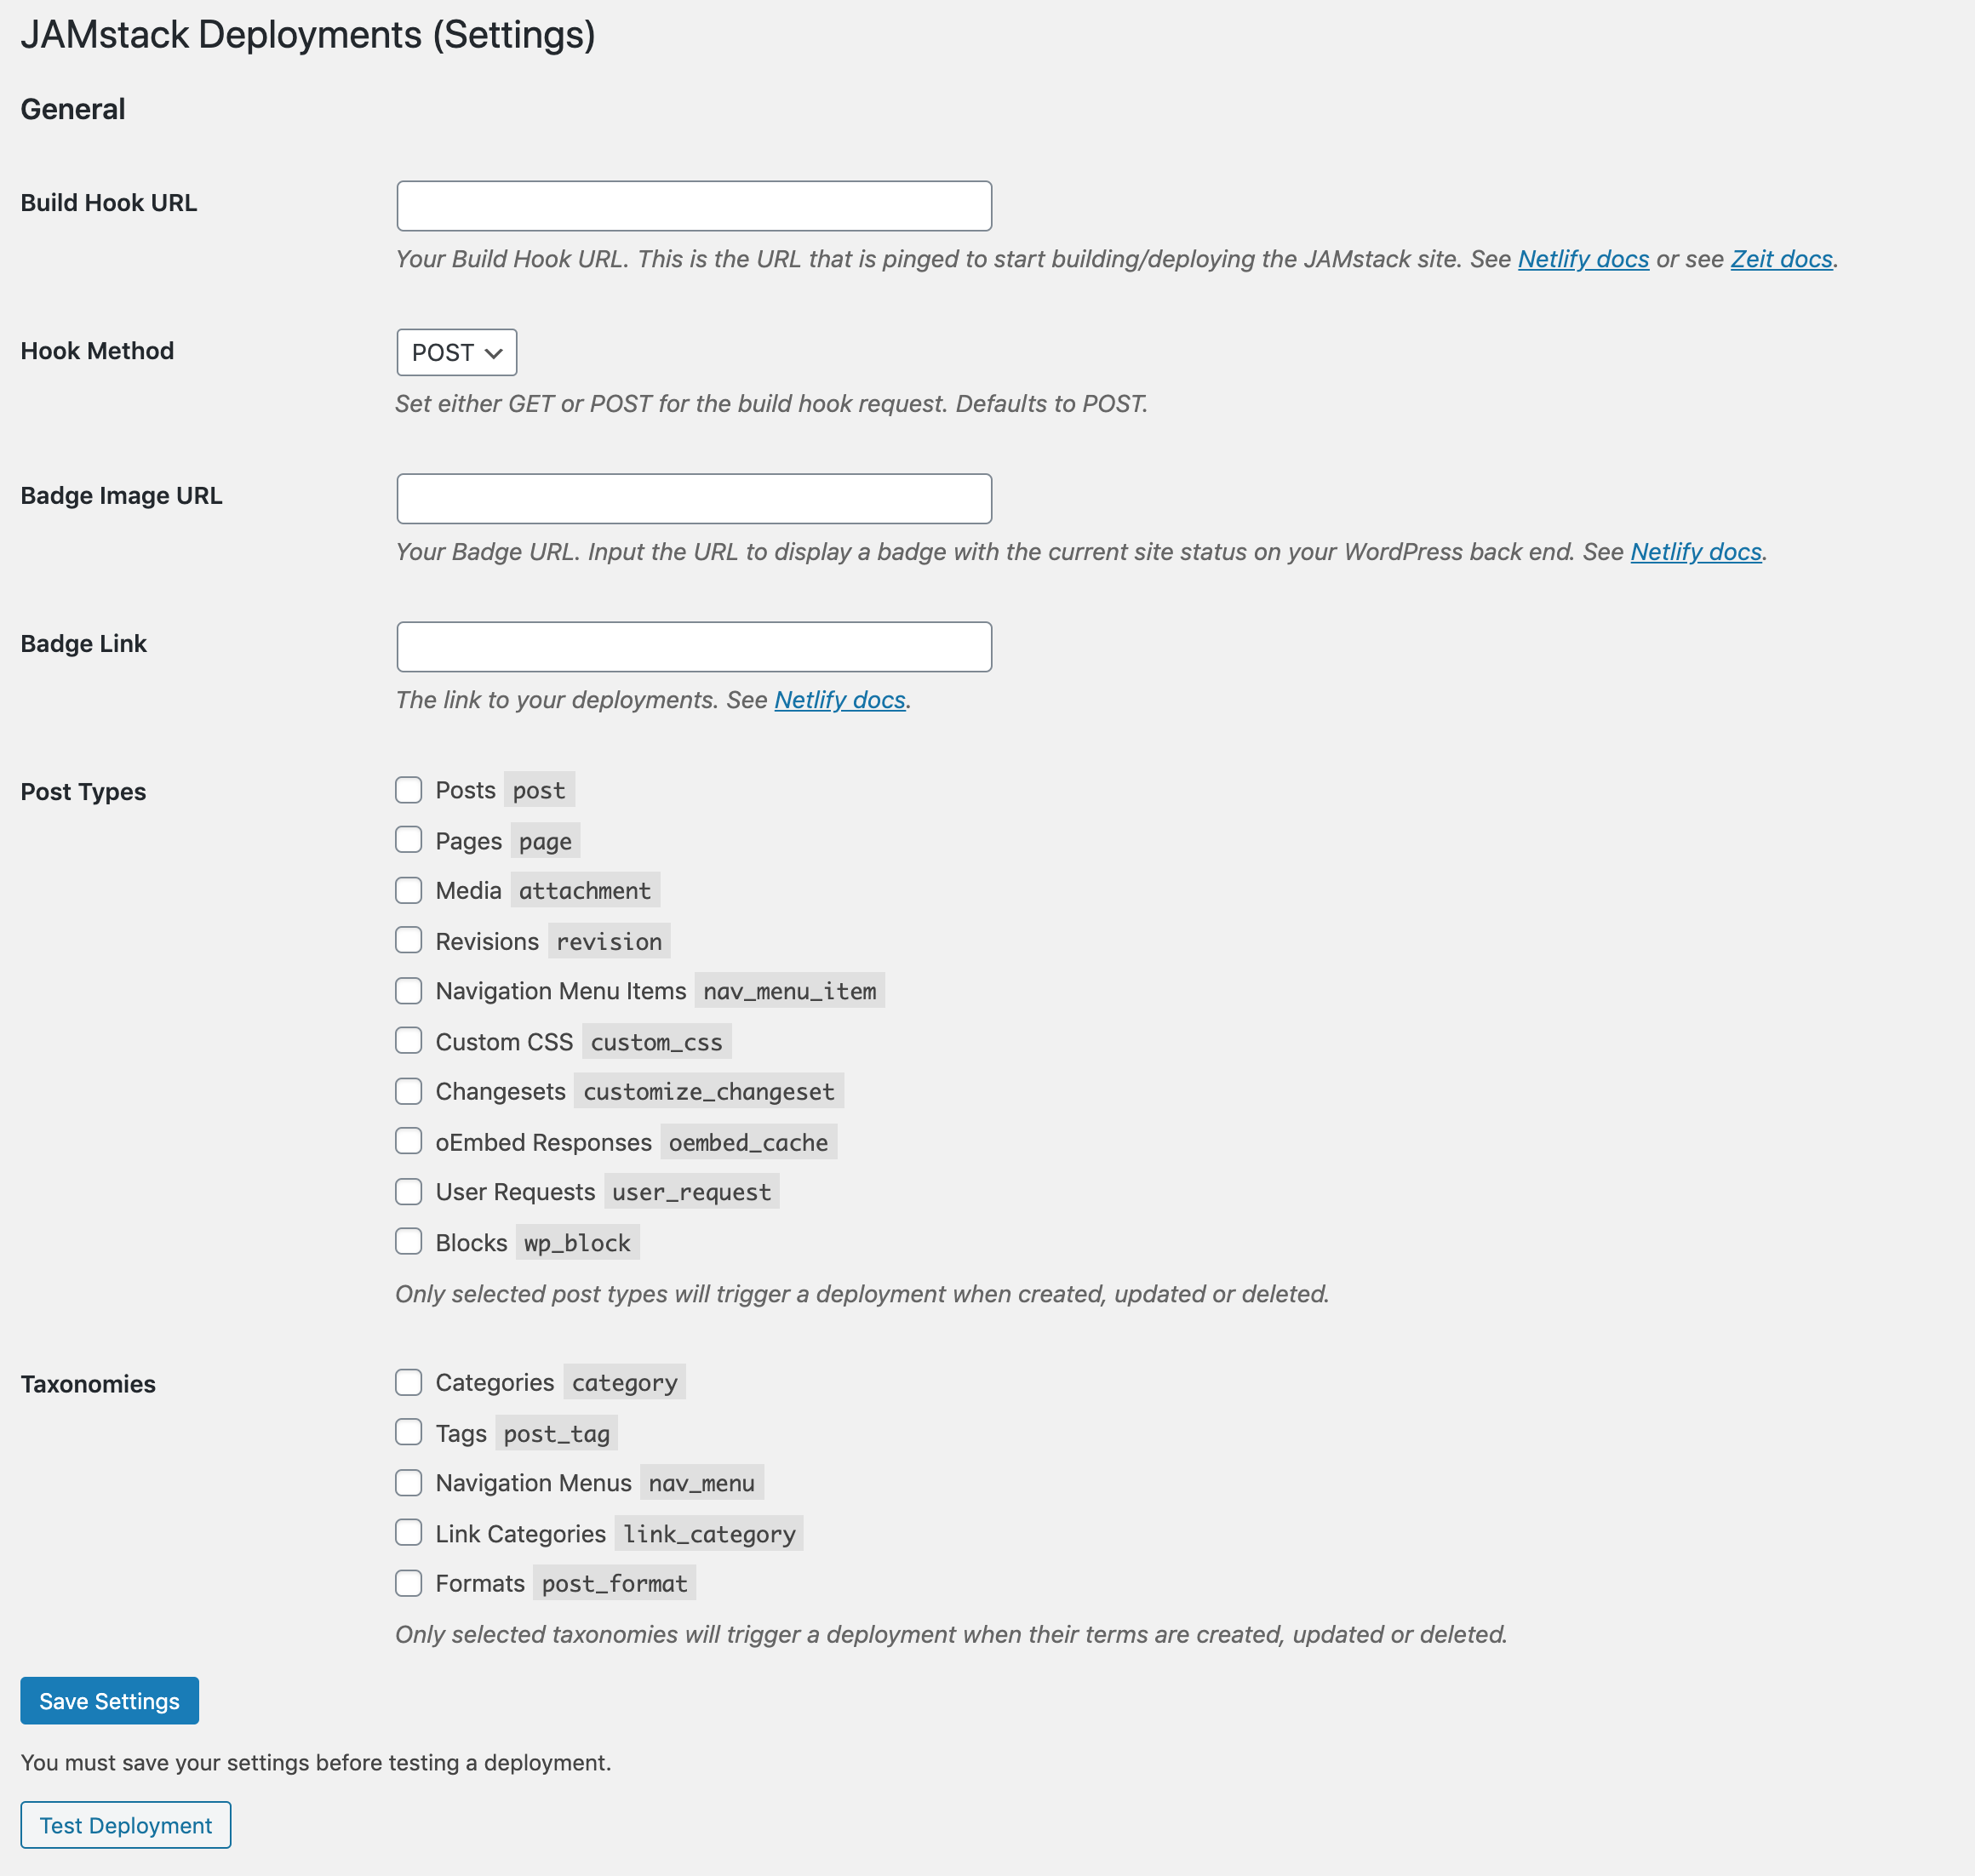 JAMstack Deployments (Settings)
General
Build Hook URL
Your Build Hook URL. This is the URL that is pinged to start building/deploying the JAMstack site. See Netlify docs or see Zeit docs.
Hook Method
POST
Set either GET or POST for the build hook request. Defaults to POST.
Badge Image URL
Your Badge URL. Input the URL to display a badge with the current site status on your WordPress back end. See Netlify docs.
Badge Link
The link to your deployments. See Netlify docs.
Post Types
Posts post
Pages page
Media attachment
Revisions revision
Navigation Menu Items nav_menu_item
Custom CSS custom_css
Changesets customize_changeset
oEmbed Responses oembed_cache
User Requests user_request
Blocks wp_block
Only selected post types will trigger a deployment when created, updated or deleted.
Taxonomies
Categories category
Tags post_tag
Navigation Menus nav_menu
Link Categories link_category
Formats post_format
Only selected taxonomies will trigger a deployment when their terms are created, updated or deleted.
Save Settings
You must save your settings before testing a deployment.
Test Deployment